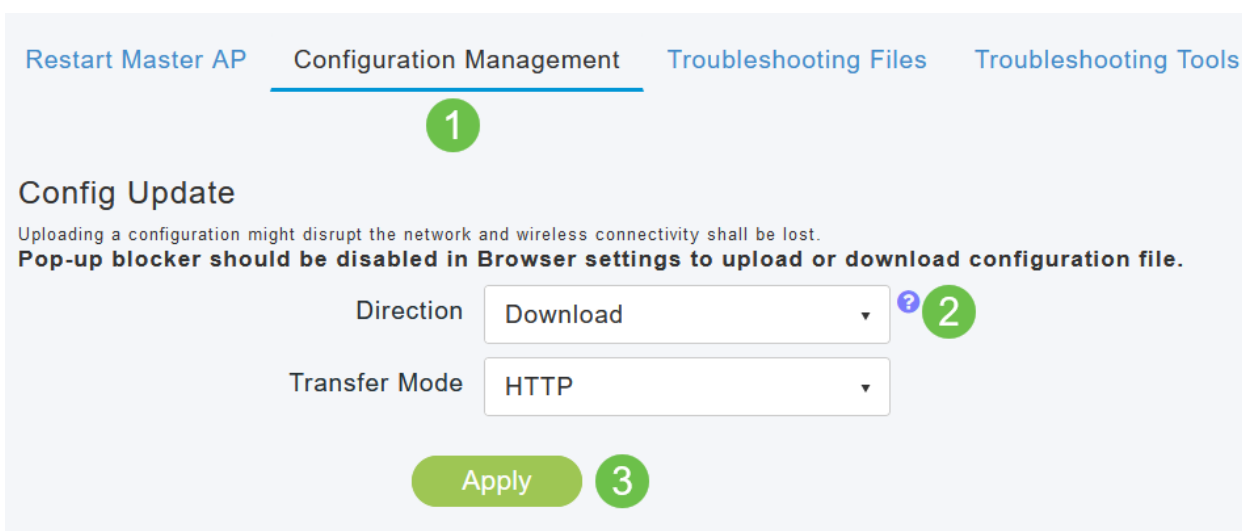 Restart Master AP Configuration Management Troubleshooting Files Troubleshooting Tools
1
Config Update
Uploading a configuration might disrupt the network and wireless connectivity shall be lost.
Pop-up blocker should be disabled in Browser settings to upload or download configuration file.
Direction Download ? 2
Transfer Mode HTTP
Apply 3